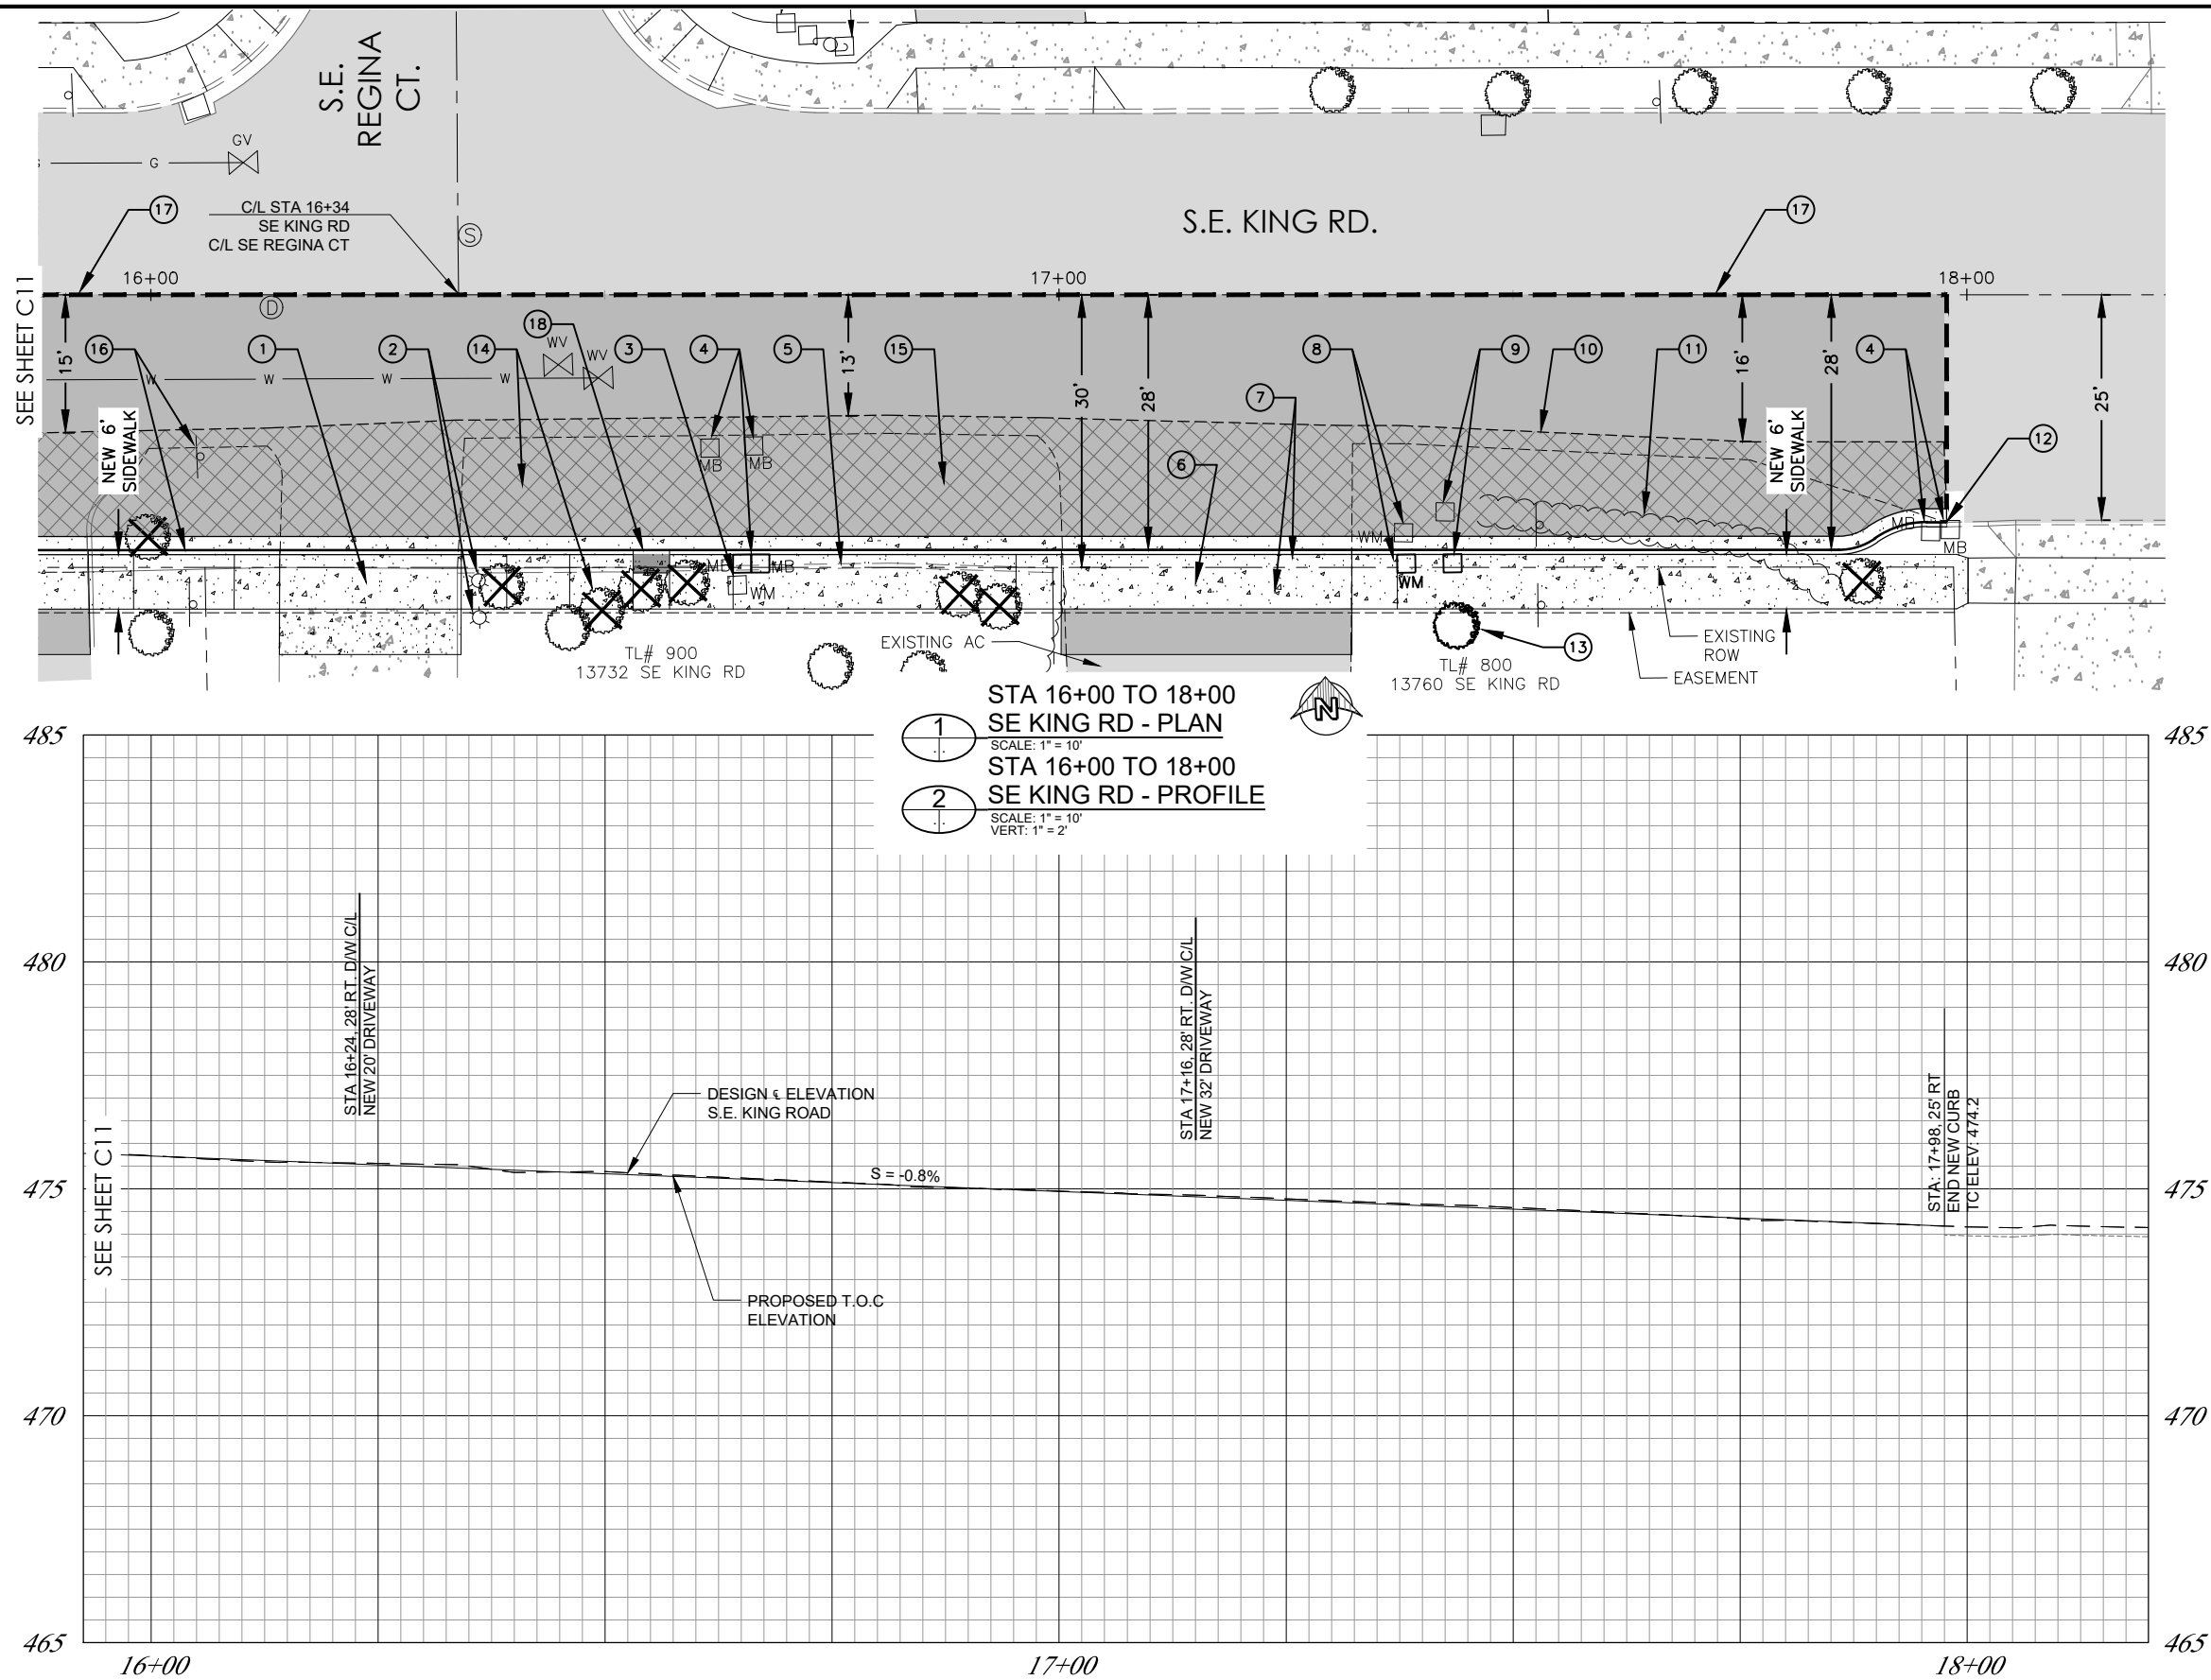 S.E.
REGINA
CT.
GV
G
17
C/L STA 16+34
SE KING RD
C/L SE REGINA CT
S
S.E. KING RD.
17
SEE SHEET C11
16+00
17+00
18+00
D
15'
16
1
2
14
18
WV
WV
3
4
5
13'
15
30'
28'
7
8
9
10
11
16'
28'
4
25'
W
W
W
W
NEW 6'
SIDEWALK
MB
MB
6
NEW 6'
SIDEWALK
12
WM
MB
MB
MB
MB
WM
WM
TL# 900
13732 SE KING RD
EXISTING AC
13
TL# 800
13760 SE KING RD
EXISTING
ROW
EASEMENT
STA 16+00 TO 18+00
1
SE KING RD - PLAN
SCALE: 1" = 10'
N
STA 16+00 TO 18+00
2
SE KING RD - PROFILE
SCALE: 1" = 10'
VERT: 1" = 2'
485
485
480
480
STA 16+24, 28' RT. D/W C/L
NEW 20' DRIVEWAY
STA 17+16, 28' RT. D/W C/L
NEW 32' DRIVEWAY
STA: 17+98, 25' RT
END NEW CURB
TC ELEV: 474.2
DESIGN ℄ ELEVATION
S.E. KING ROAD
SEE SHEET C11
475
S = -0.8%
475
PROPOSED T.O.C
ELEVATION
470
470
465
465
16+00
17+00
18+00